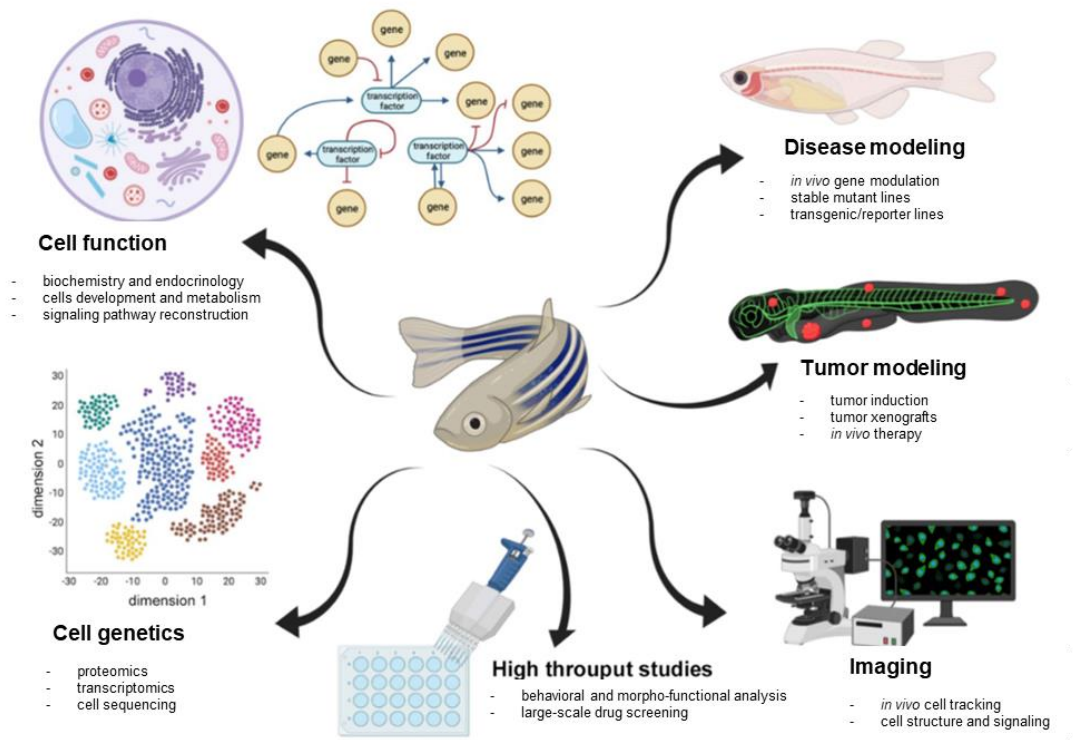 gene
gene
gene
transcription
factor
gene
gene
gene
transcription
factor
transcription
factor
gene
gene
gene
gene
Cell function
- biochemistry and endocrinology
- cells development and metabolism
- signaling pathway reconstruction
Disease modeling
- in vivo gene modulation
- stable mutant lines
- transgenic/reporter lines
Tumor modeling
- tumor induction
- tumor xenografts
- in vivo therapy
dimension 2
30
20
10
0
-10
-20
-30
-30
-20
-10
0
10
20
30
dimension 1
Cell genetics
- proteomics
- transcriptomics
- cell sequencing
High throuput studies
- behavioral and morpho-functional analysis
- large-scale drug screening
Imaging
- in vivo cell tracking
- cell structure and signaling